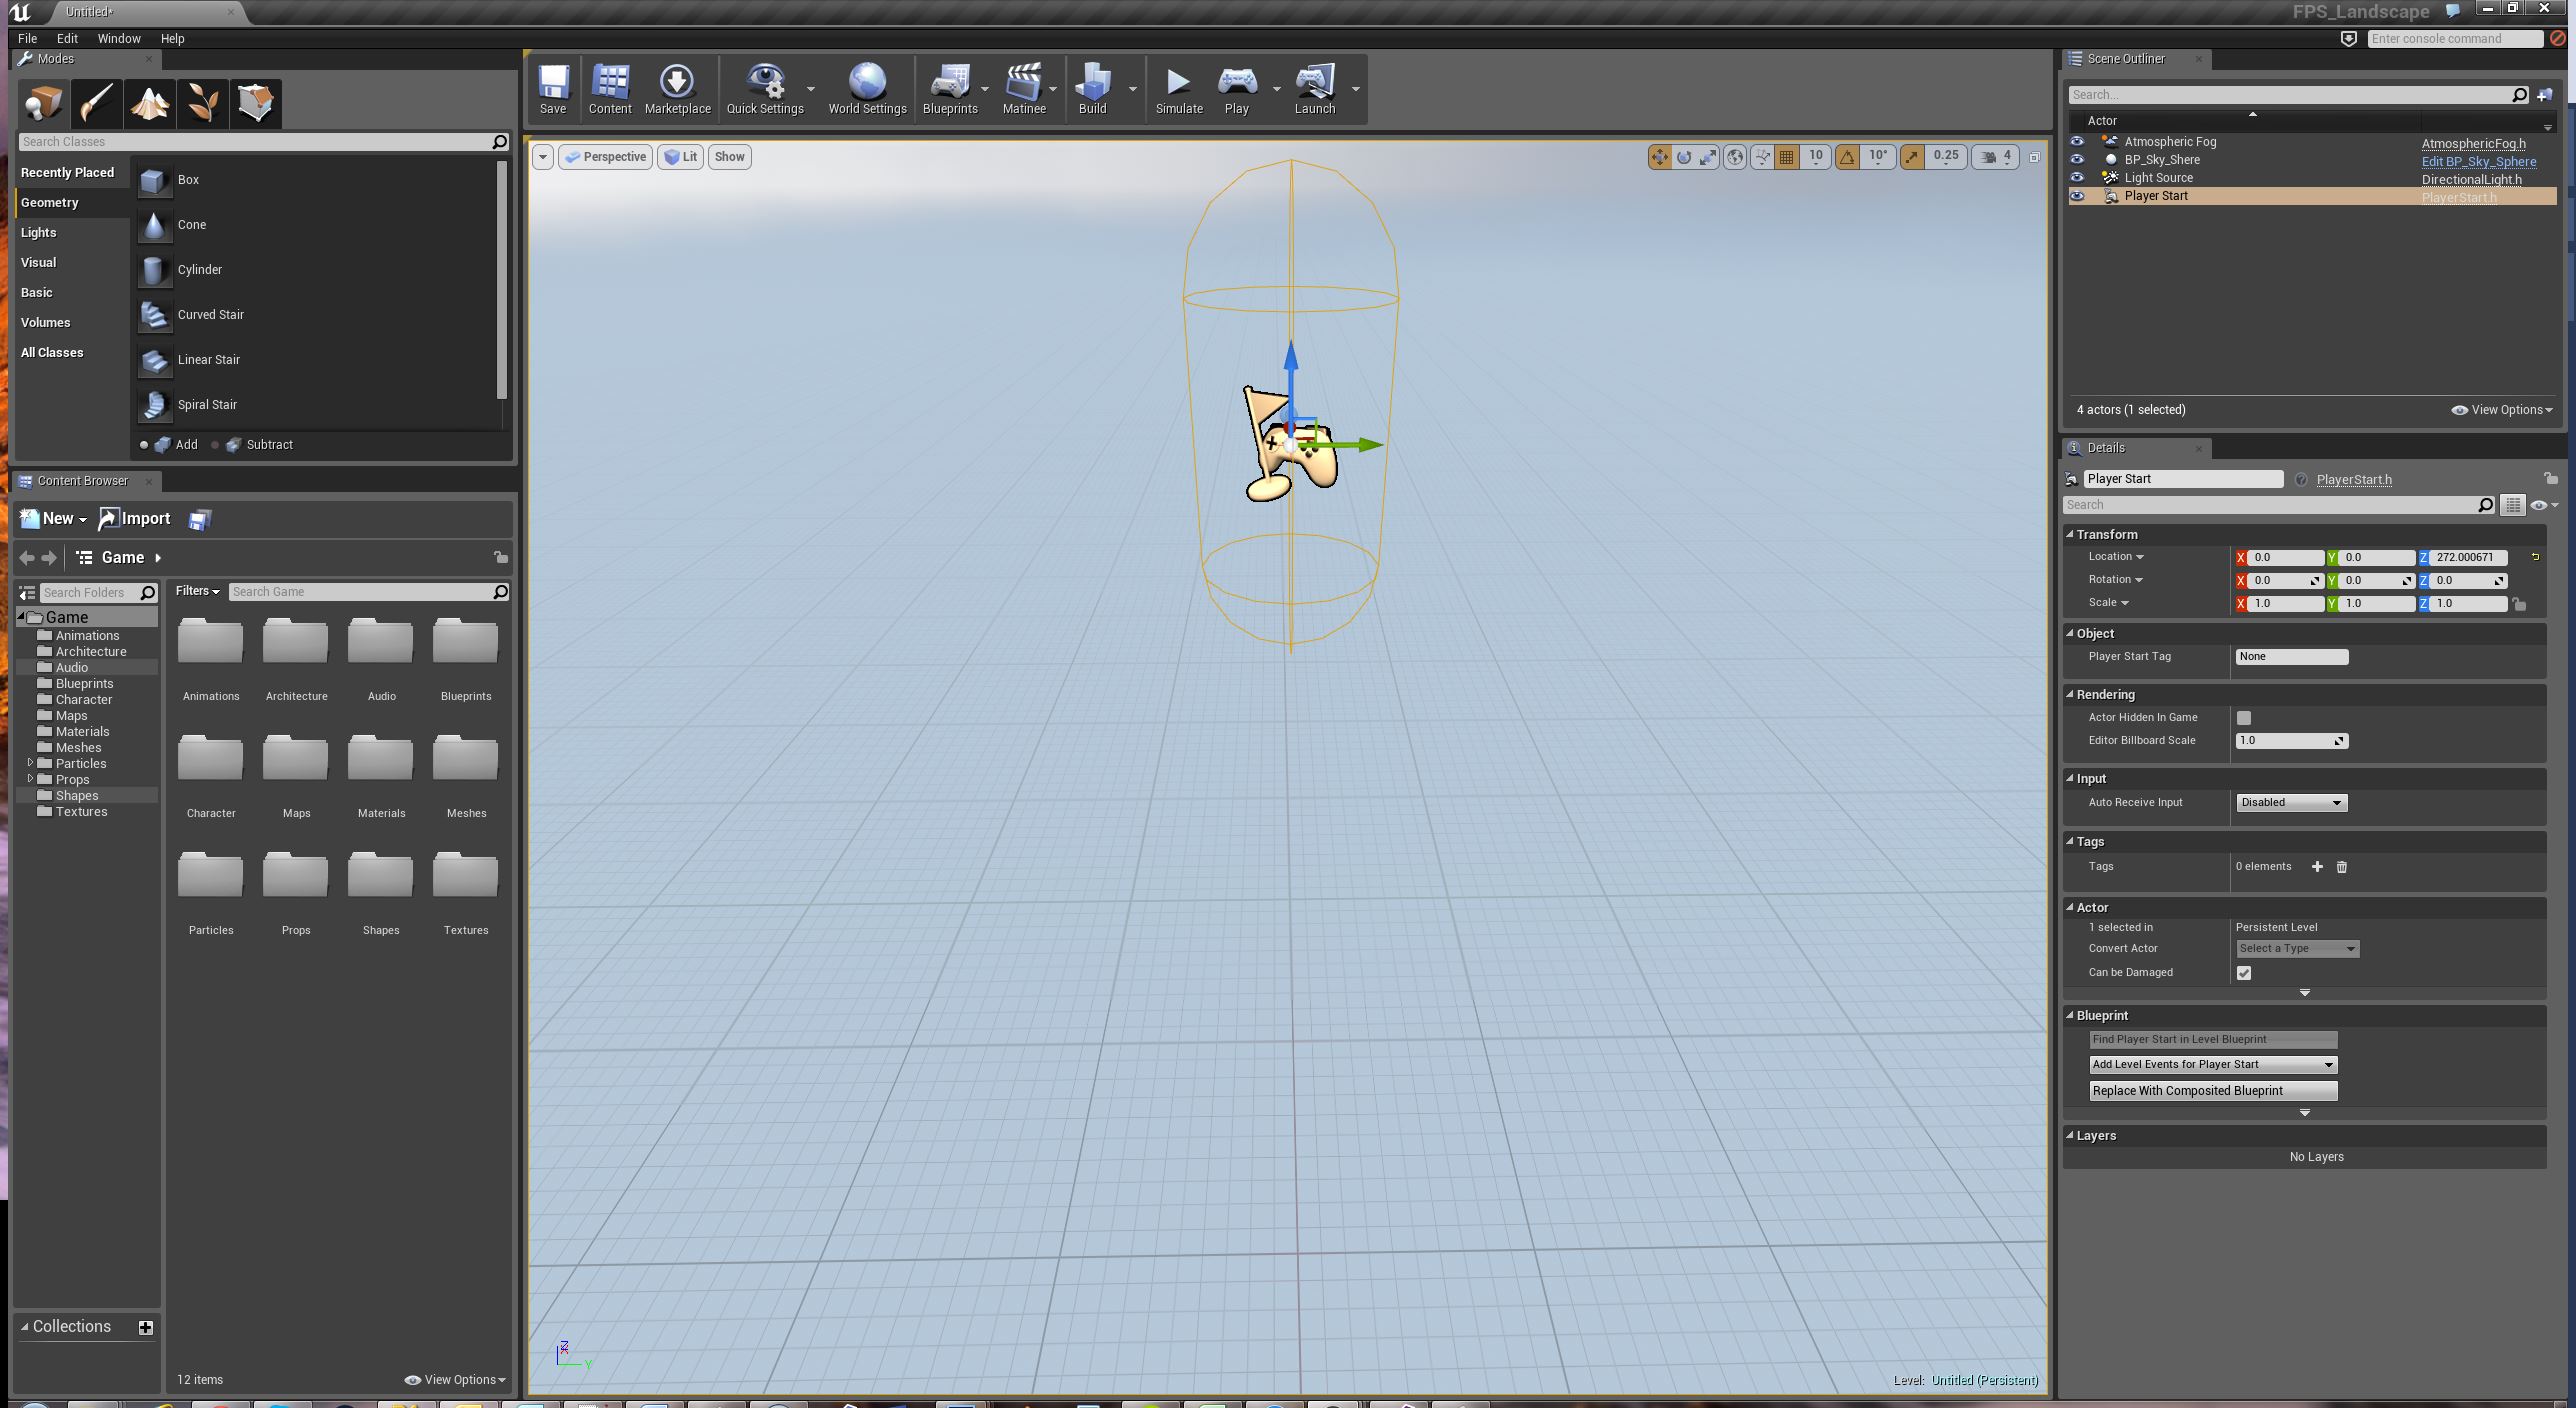 Untitled*
FPS_Landscape
File Edit Window Help
Enter console command
Modes
Search Classes
Recently Placed
Geometry
Lights
Visual
Basic
Volumes
All Classes
Box
Cone
Cylinder
Curved Stair
Linear Stair
Spiral Stair
Add Subtract
Content Browser
New Import
Game
Search Folders
Game
Animations
Architecture
Audio
Blueprints
Character
Maps
Materials
Meshes
Particles
Props
Shapes
Textures
Filters Search Game
Animations Architecture Audio Blueprints
Character Maps Materials Meshes
Particles Props Shapes Textures
Collections
12 items View Options
Save Content Marketplace Quick Settings World Settings Blueprints Matinee Build Simulate Play Launch
Perspective Lit Show
10 10° 0.25 4
Z
X
Y
Level: Untitled (Persistent)
Scene Outliner
Search...
Actor
Atmospheric Fog AtmosphericFog.h
BP_Sky_Shere Edit BP_Sky_Sphere
Light Source DirectionalLight.h
Player Start PlayerStart.h
4 actors (1 selected) View Options
Details
Player Start PlayerStart.h
Search
Transform
Location X 0.0 Y 0.0 Z 272.000671
Rotation X 0.0 Y 0.0 Z 0.0
Scale X 1.0 Y 1.0 Z 1.0
Object
Player Start Tag None
Rendering
Actor Hidden In Game
Editor Billboard Scale 1.0
Input
Auto Receive Input Disabled
Tags
Tags 0 elements
Actor
1 selected in Persistent Level
Convert Actor Select a Type
Can be Damaged
Blueprint
Find Player Start in Level Blueprint
Add Level Events for Player Start
Replace With Composited Blueprint
Layers
No Layers